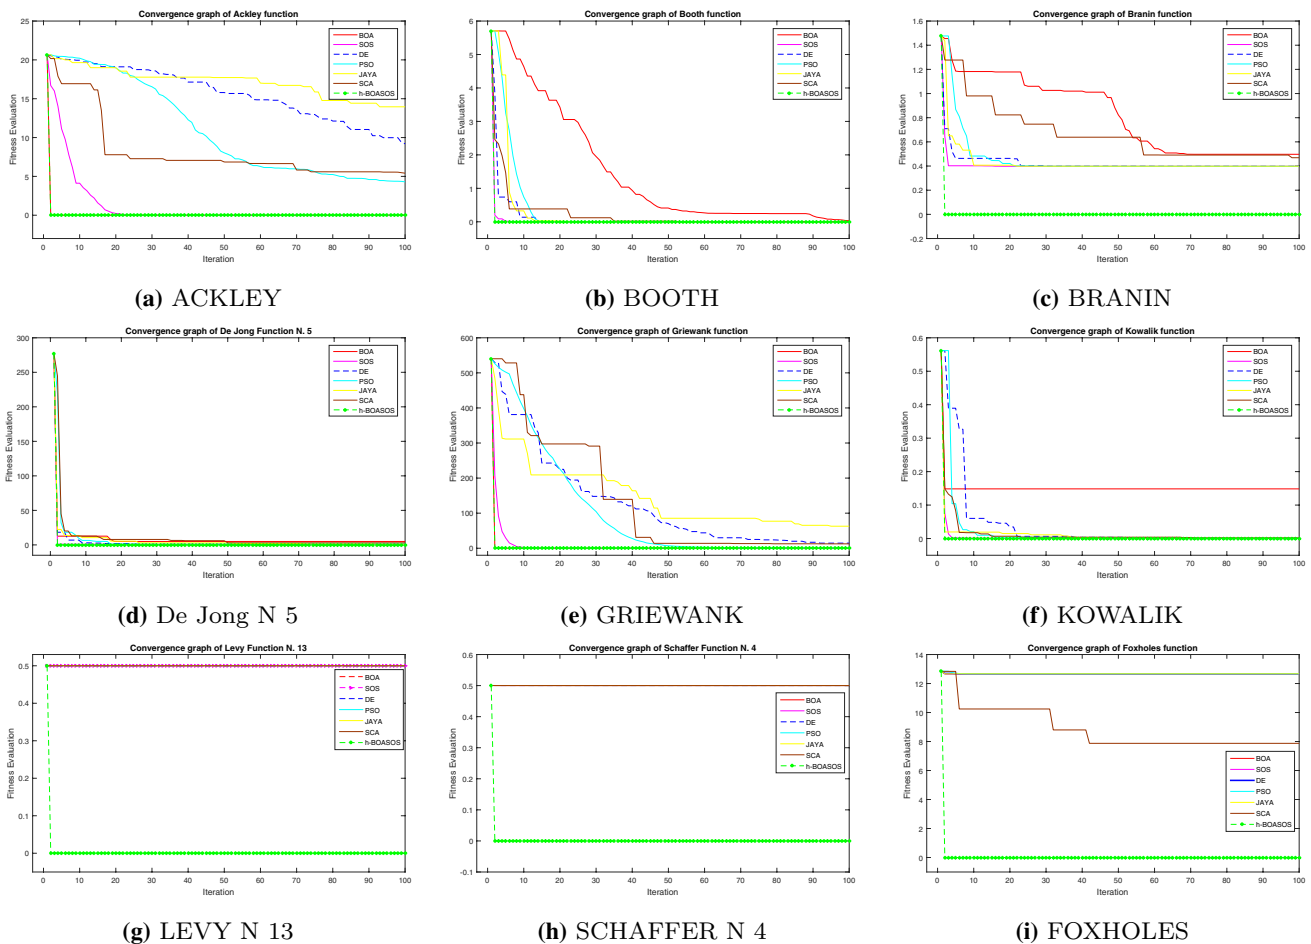 Convergence graph of Ackley function
Fitness Evaluation
25
20
15
10
5
0
BOA
SOS
DE
PSO
JAYA
SCA
h-BOASOS
0 10 20 30 40 50 60 70 80 90 100
Iteration
(a) ACKLEY
Convergence graph of Booth function
Fitness Evaluation
6
5
4
3
2
1
0
BOA
SOS
DE
PSO
JAYA
SCA
h-BOASOS
0 10 20 30 40 50 60 70 80 90 100
Iteration
(b) BOOTH
Convergence graph of Branin function
Fitness Evaluation
1.6
1.4
1.2
1
0.8
0.6
0.4
0.2
0
-0.2
BOA
SOS
DE
PSO
JAYA
SCA
h-BOASOS
0 10 20 30 40 50 60 70 80 90 100
Iteration
(c) BRANIN
Convergence graph of De Jong Function N. 5
Fitness Evaluation
300
250
200
150
100
50
0
BOA
SOS
DE
PSO
JAYA
SCA
h-BOASOS
0 10 20 30 40 50 60 70 80 90 100
Iteration
(d) De Jong N 5
Convergence graph of Griewank function
Fitness Evaluation
600
500
400
300
200
100
0
BOA
SOS
DE
PSO
JAYA
SCA
h-BOASOS
0 10 20 30 40 50 60 70 80 90 100
Iteration
(e) GRIEWANK
Convergence graph of Kowalik function
Fitness Evaluation
0.6
0.5
0.4
0.3
0.2
0.1
0
BOA
SOS
DE
PSO
JAYA
SCA
h-BOASOS
0 10 20 30 40 50 60 70 80 90 100
Iteration
(f) KOWALIK
Convergence graph of Levy Function N. 13
Fitness Evaluation
0.5
0.4
0.3
0.2
0.1
0
BOA
SOS
DE
PSO
JAYA
SCA
h-BOASOS
0 10 20 30 40 50 60 70 80 90 100
Iteration
(g) LEVY N 13
Convergence graph of Schaffer Function N. 4
Fitness Evaluation
0.6
0.5
0.4
0.3
0.2
0.1
0
-0.1
BOA
SOS
DE
PSO
JAYA
SCA
h-BOASOS
0 10 20 30 40 50 60 70 80 90 100
Iteration
(h) SCHAFFER N 4
Convergence graph of Foxholes function
Fitness Evaluation
14
12
10
8
6
4
2
0
BOA
SOS
DE
PSO
JAYA
SCA
h-BOASOS
0 10 20 30 40 50 60 70 80 90 100
Iteration
(i) FOXHOLES